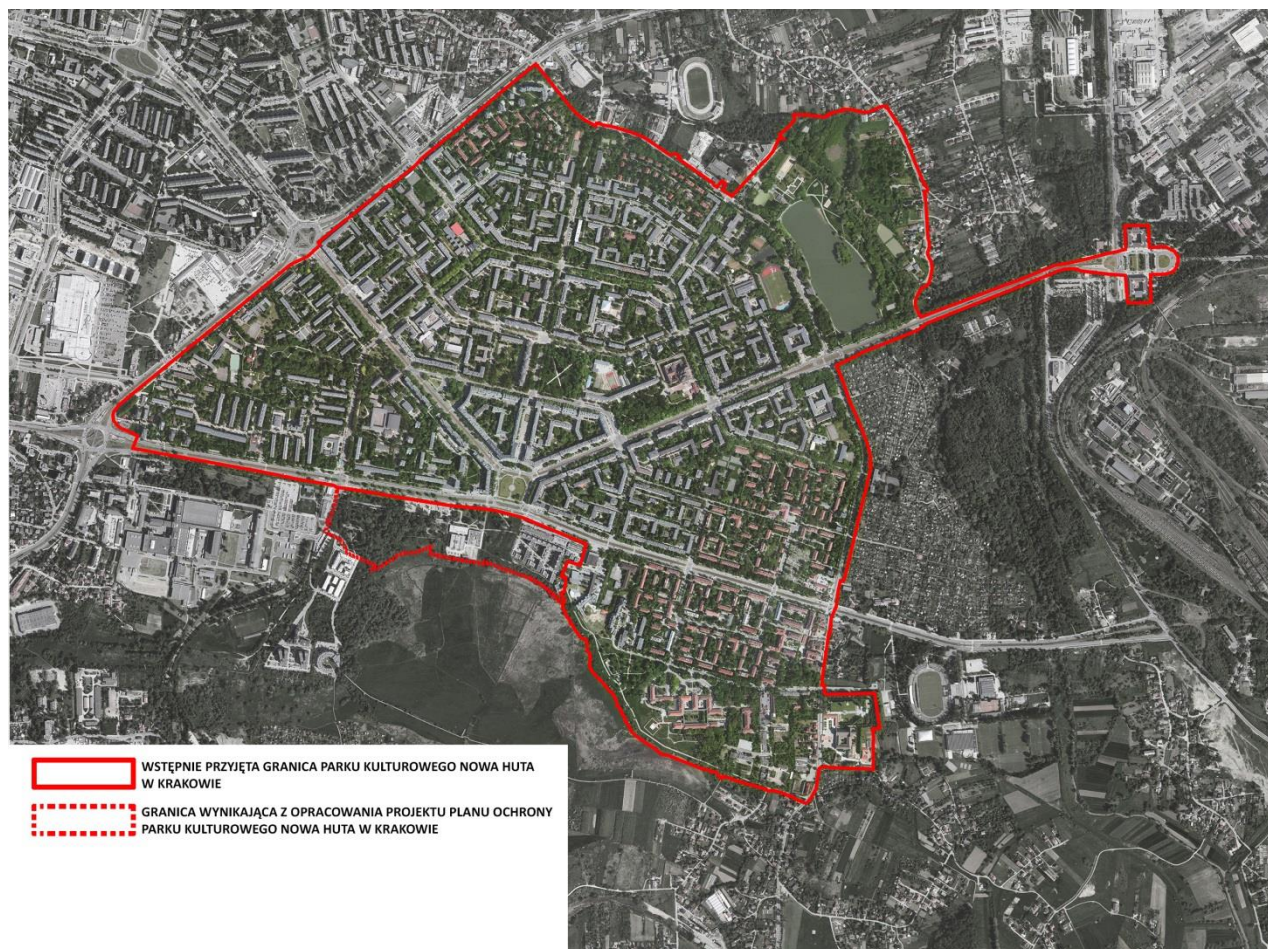 WSTĘPNIE PRZYJĘTA GRANICA PARKU KULTUROWEGO NOWA HUTA
W KRAKOWIE
GRANICA WYNIKAJĄCA Z OPRACOWANIA PROJEKTU PLANU OCHRONY
PARKU KULTUROWEGO NOWA HUTA W KRAKOWIE